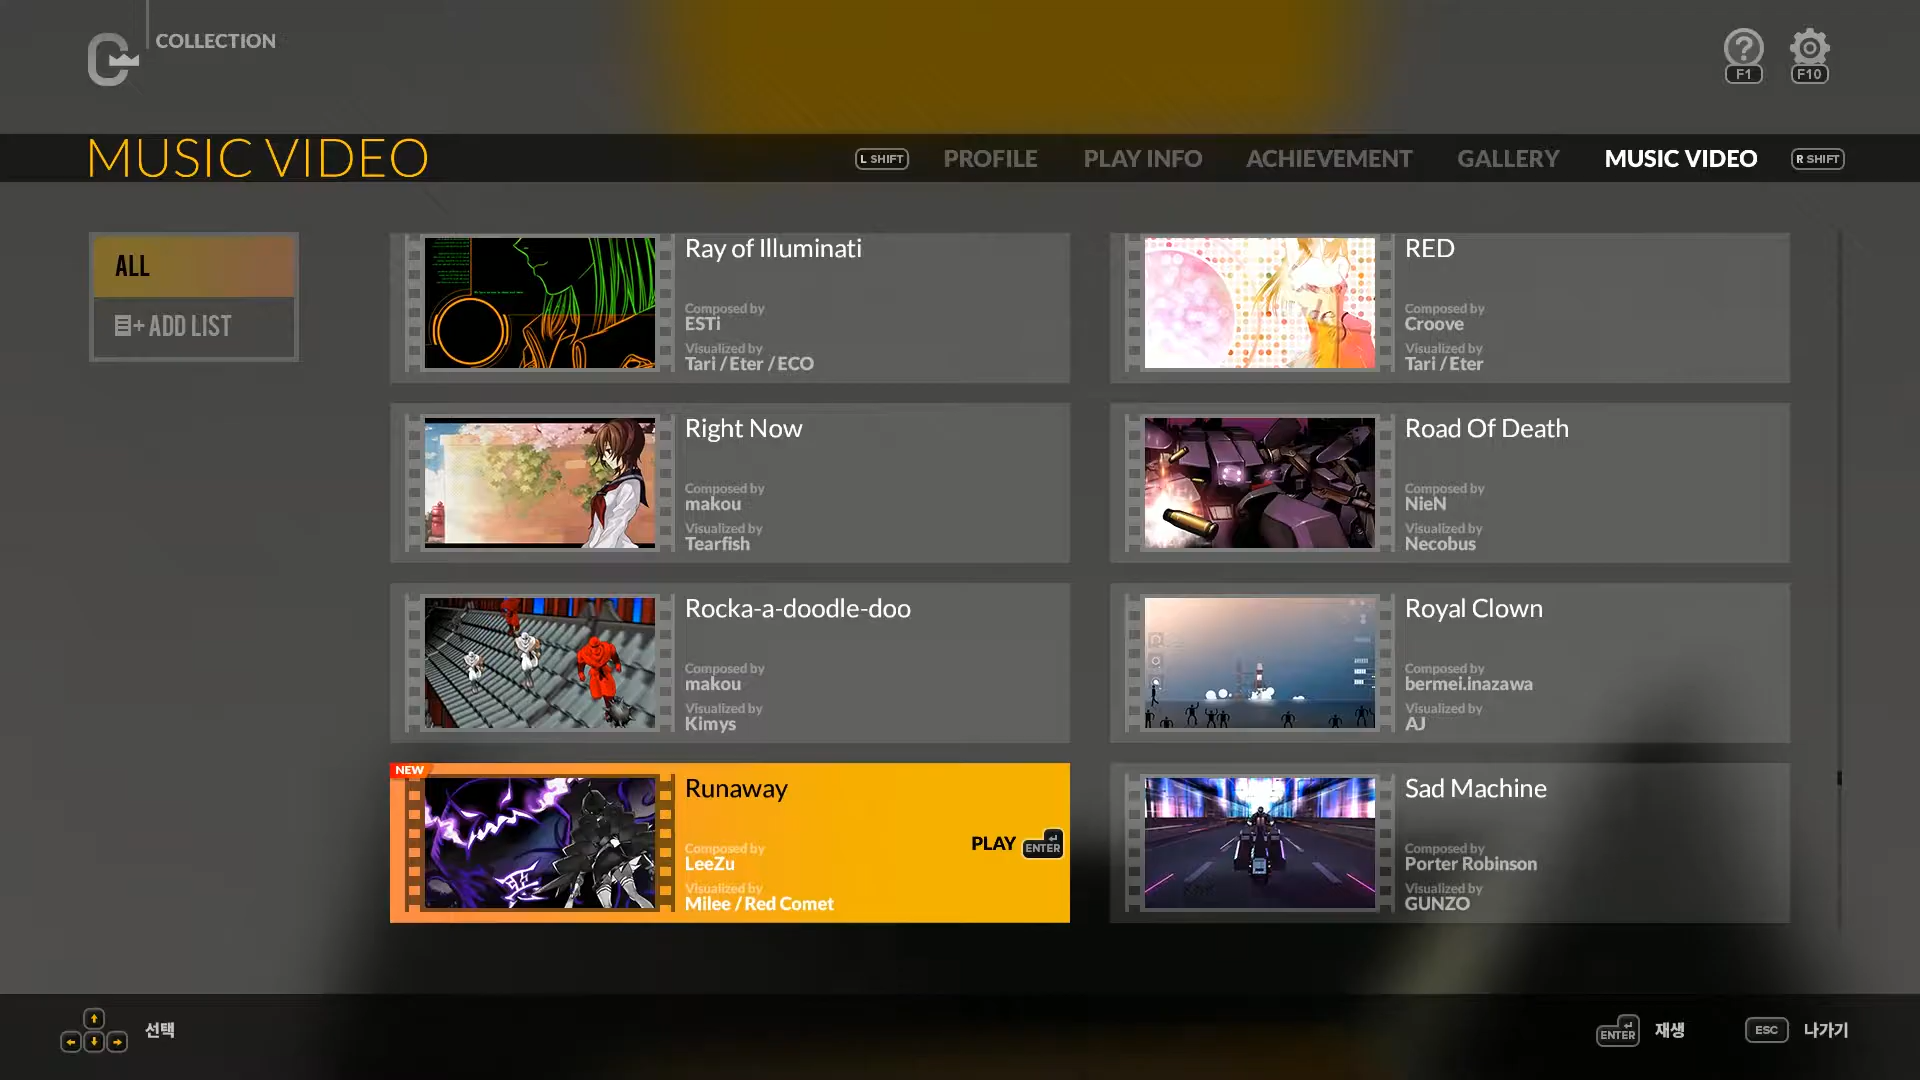 COLLECTION
F1
F10
MUSIC VIDEO
L SHIFT
PROFILE
PLAY INFO
ACHIEVEMENT
GALLERY
MUSIC VIDEO
R SHIFT
ALL
+ ADD LIST
Ray of Illuminati
Composed by
ESTi
Visualized by
Tari / Eter / ECO
RED
Composed by
Croove
Visualized by
Tari / Eter
Right Now
Composed by
makou
Visualized by
Tearfish
Road Of Death
Composed by
NieN
Visualized by
Necobus
Rocka-a-doodle-doo
Composed by
makou
Visualized by
Kimys
Royal Clown
Composed by
bermei.inazawa
Visualized by
AJ
NEW
Runaway
Composed by
LeeZu
Visualized by
Milee / Red Comet
PLAY
ENTER
Sad Machine
Composed by
Porter Robinson
Visualized by
GUNZO
선택
ENTER
재생
ESC
나가기